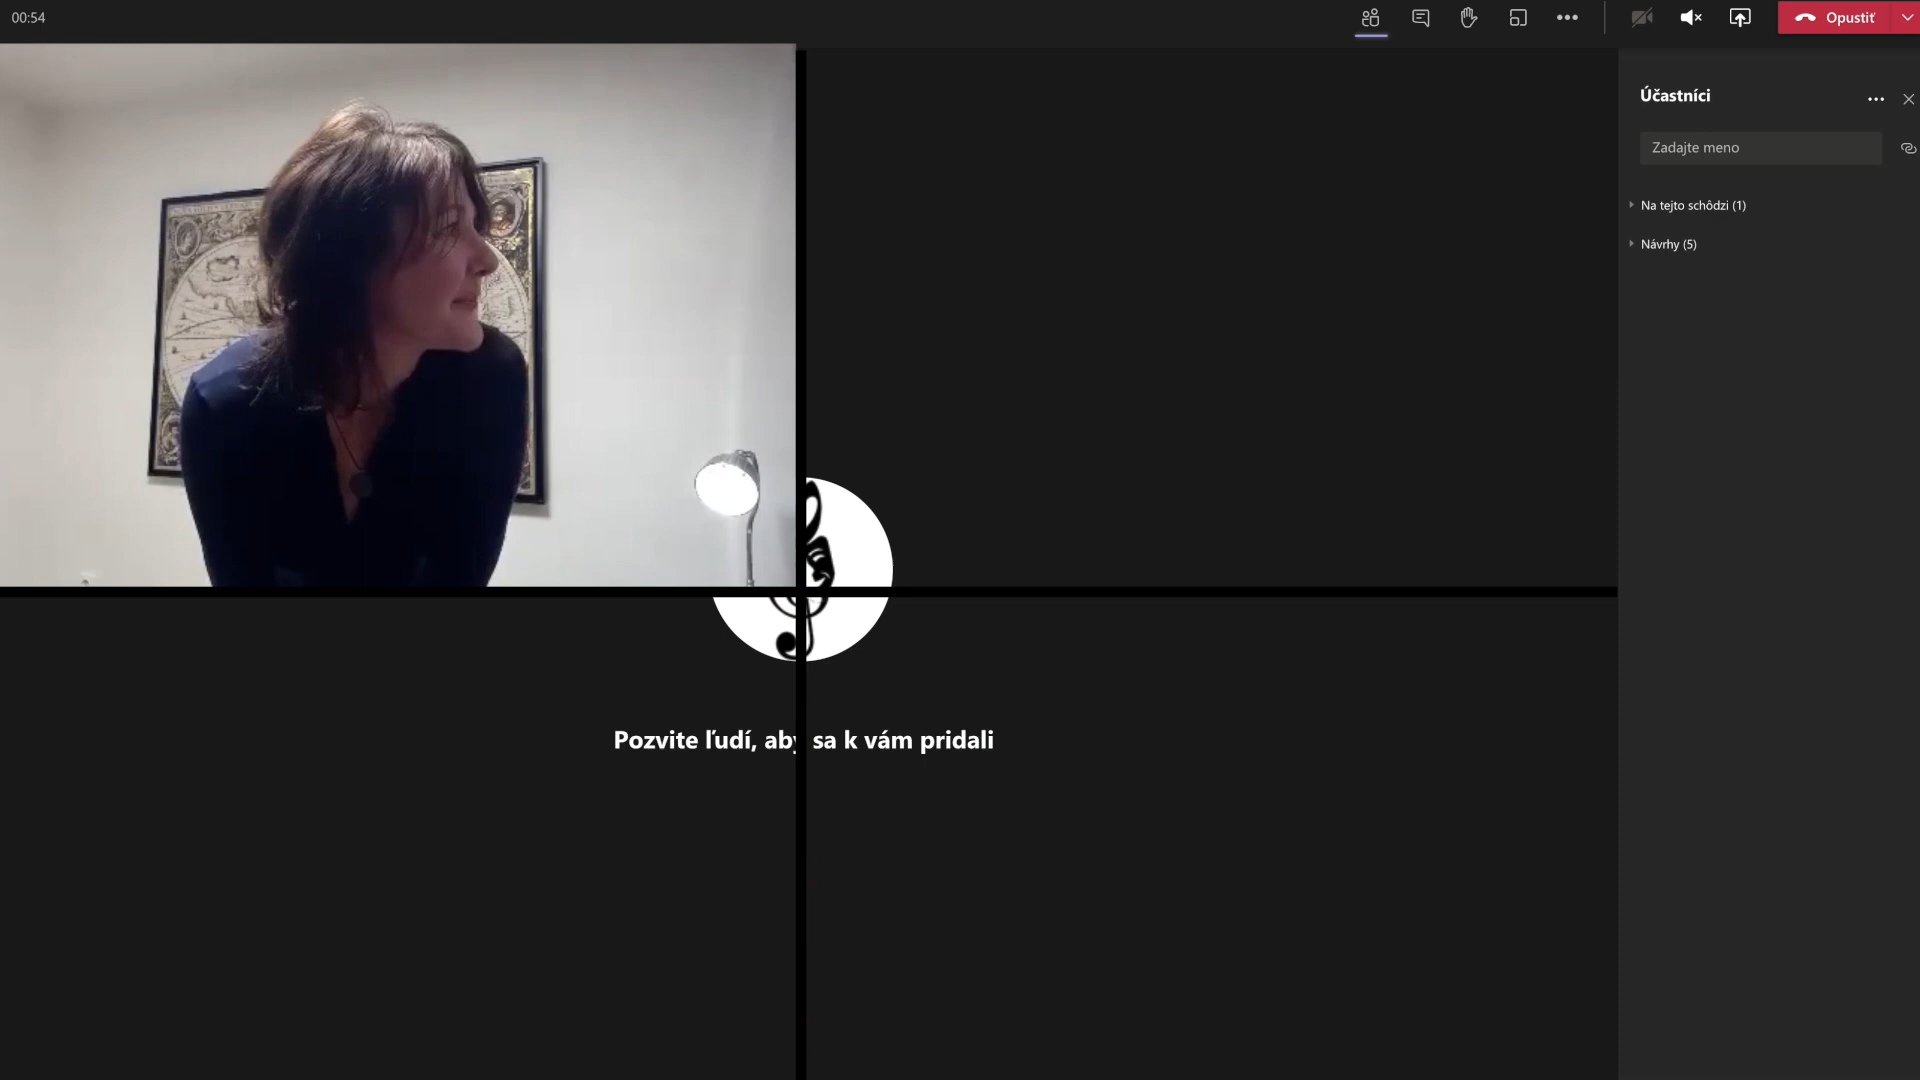 00:54
Opustiť
Účastníci
Zadajte meno
Na tejto schôdzi (1)
Návrhy (5)
Pozvite ľudí, aby sa k vám pridali